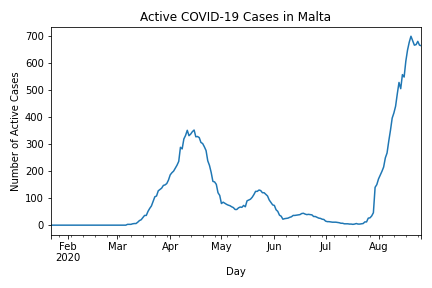 Active COVID-19 Cases in Malta
Number of Active Cases
700
600
500
400
300
200
100
0
Feb
2020
Mar
Apr
May
Jun
Jul
Aug
Day